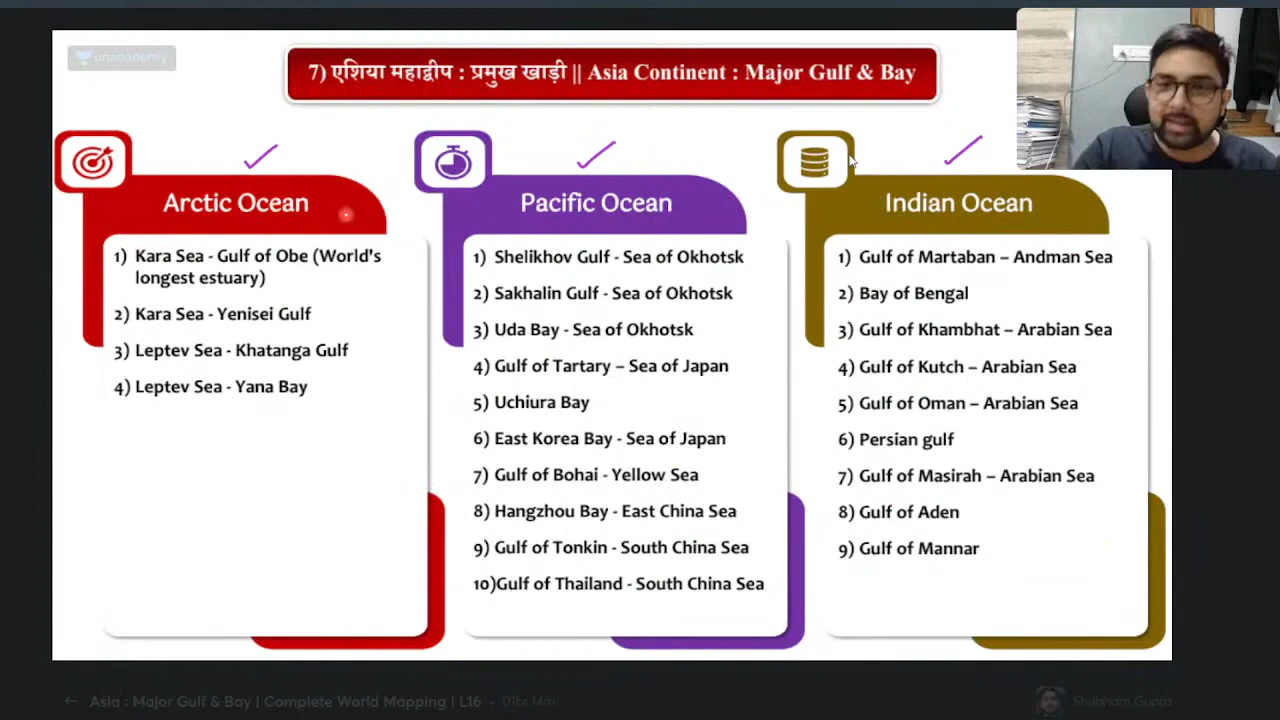 unacademy
7) एशिया महाद्वीप : प्रमुख खाड़ी || Asia Continent : Major Gulf & Bay
Arctic Ocean
1) Kara Sea - Gulf of Obe (World's
longest estuary)
2) Kara Sea - Yenisei Gulf
3) Leptev Sea - Khatanga Gulf
4) Leptev Sea - Yana Bay
Pacific Ocean
1) Shelikhov Gulf - Sea of Okhotsk
2) Sakhalin Gulf - Sea of Okhotsk
3) Uda Bay - Sea of Okhotsk
4) Gulf of Tartary – Sea of Japan
5) Uchiura Bay
6) East Korea Bay - Sea of Japan
7) Gulf of Bohai - Yellow Sea
8) Hangzhou Bay - East China Sea
9) Gulf of Tonkin - South China Sea
10)Gulf of Thailand - South China Sea
Indian Ocean
1) Gulf of Martaban – Andman Sea
2) Bay of Bengal
3) Gulf of Khambhat – Arabian Sea
4) Gulf of Kutch – Arabian Sea
5) Gulf of Oman – Arabian Sea
6) Persian gulf
7) Gulf of Masirah – Arabian Sea
8) Gulf of Aden
9) Gulf of Mannar
← Asia : Major Gulf & Bay | Complete World Mapping | L16 • 01hr
Shubham Gupta